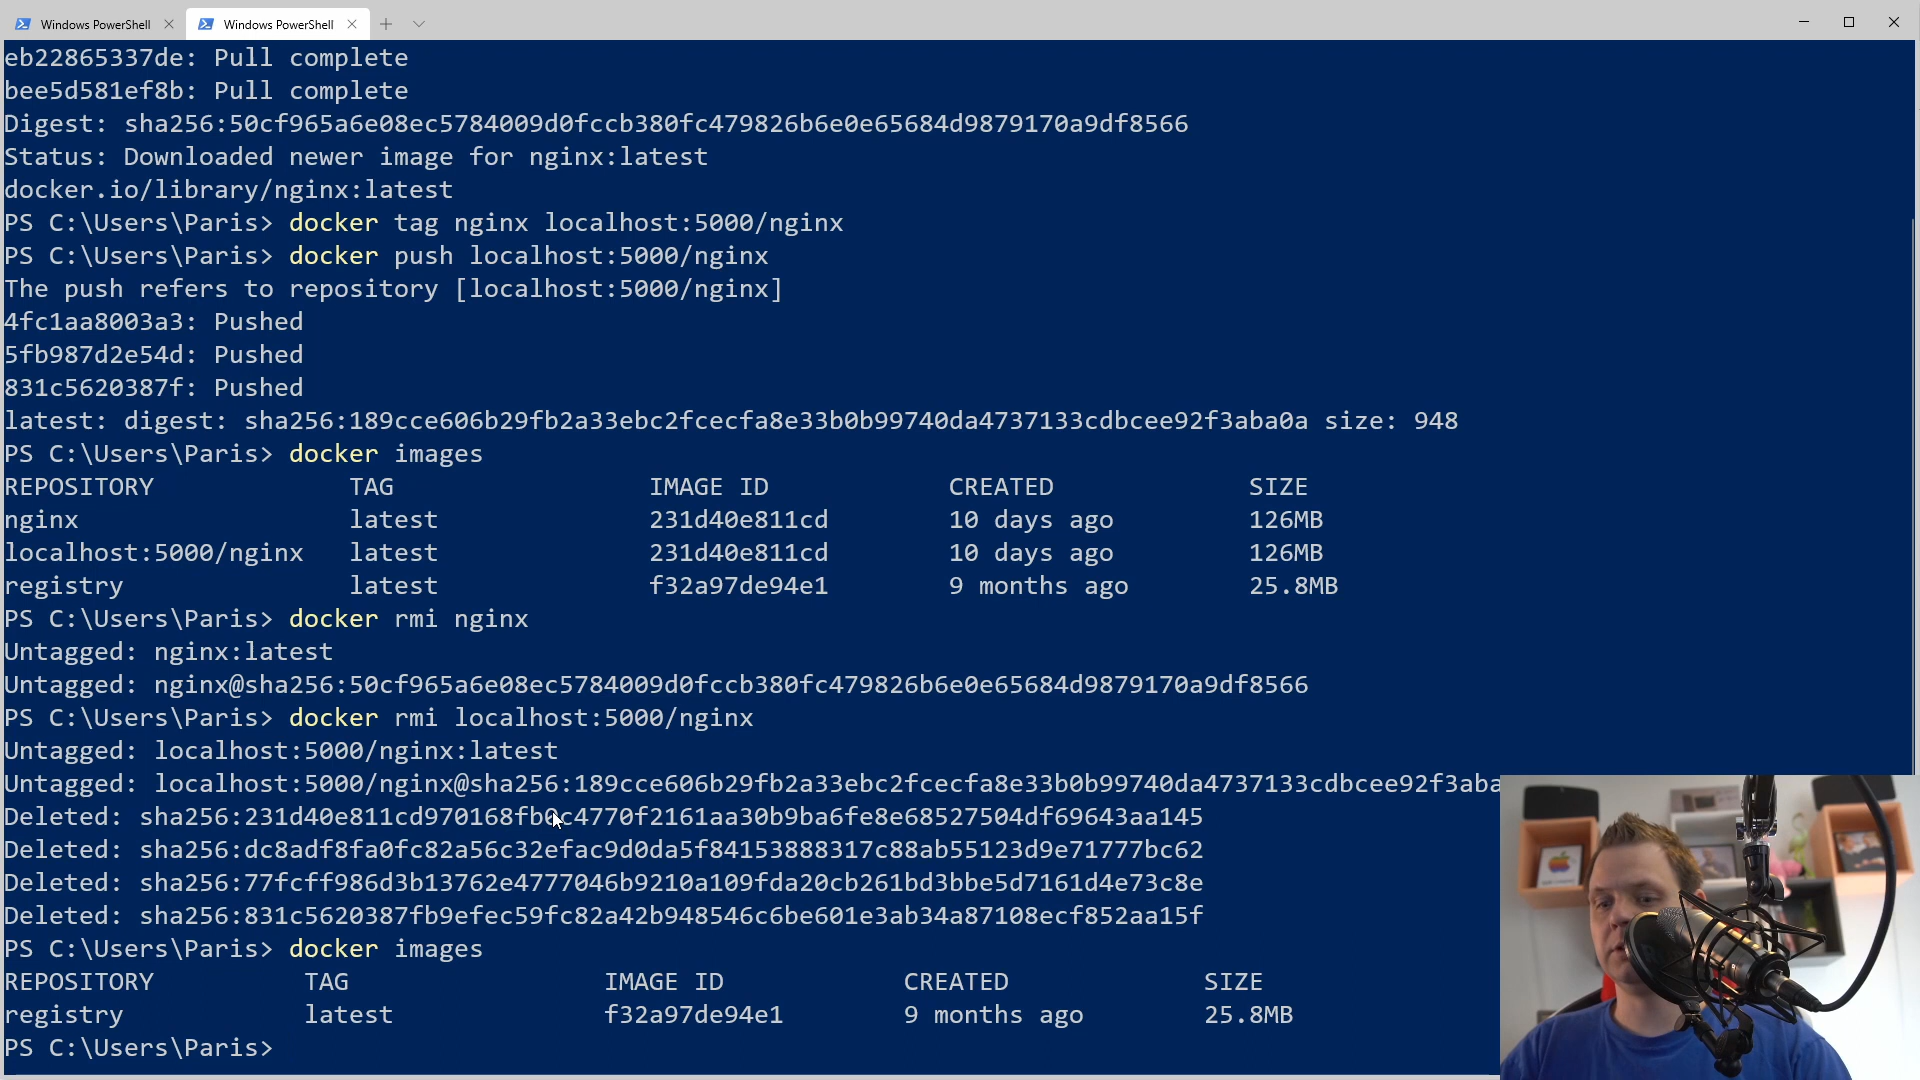 Windows PowerShell
Windows PowerShell
eb22865337de: Pull complete
bee5d581ef8b: Pull complete
Digest: sha256:50cf965a6e08ec5784009d0fccb380fc479826b6e0e65684d9879170a9df8566
Status: Downloaded newer image for nginx:latest
docker.io/library/nginx:latest
PS C:\Users\Paris> docker tag nginx localhost:5000/nginx
PS C:\Users\Paris> docker push localhost:5000/nginx
The push refers to repository [localhost:5000/nginx]
4fc1aa8003a3: Pushed
5fb987d2e54d: Pushed
831c5620387f: Pushed
latest: digest: sha256:189cce606b29fb2a33ebc2fcecfa8e33b0b99740da4737133cdbcee92f3aba0a size: 948
PS C:\Users\Paris> docker images
REPOSITORY TAG IMAGE ID CREATED SIZE
nginx latest 231d40e811cd 10 days ago 126MB
localhost:5000/nginx latest 231d40e811cd 10 days ago 126MB
registry latest f32a97de94e1 9 months ago 25.8MB
PS C:\Users\Paris> docker rmi nginx
Untagged: nginx:latest
Untagged: nginx@sha256:50cf965a6e08ec5784009d0fccb380fc479826b6e0e65684d9879170a9df8566
PS C:\Users\Paris> docker rmi localhost:5000/nginx
Untagged: localhost:5000/nginx:latest
Untagged: localhost:5000/nginx@sha256:189cce606b29fb2a33ebc2fcecfa8e33b0b99740da4737133cdbcee92f3aba
Deleted: sha256:231d40e811cd970168fb0c4770f2161aa30b9ba6fe8e68527504df69643aa145
Deleted: sha256:dc8adf8fa0fc82a56c32efac9d0da5f84153888317c88ab55123d9e71777bc62
Deleted: sha256:77fcff986d3b13762e4777046b9210a109fda20cb261bd3bbe5d7161d4e73c8e
Deleted: sha256:831c5620387fb9efec59fc82a42b948546c6be601e3ab34a87108ecf852aa15f
PS C:\Users\Paris> docker images
REPOSITORY TAG IMAGE ID CREATED SIZE
registry latest f32a97de94e1 9 months ago 25.8MB
PS C:\Users\Paris>